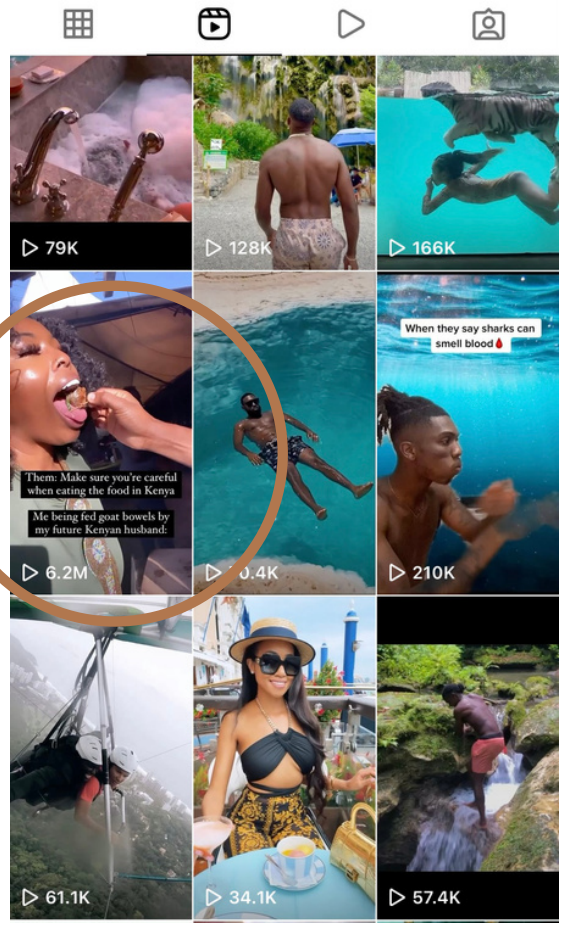 79K
128K
166K
When they say sharks can
smell blood🩸
Them: Make sure you're careful
when eating the food in Kenya
Me being fed goat bowels by
my future Kenyan husband:
6.2M
0.4K
210K
61.1K
34.1K
57.4K